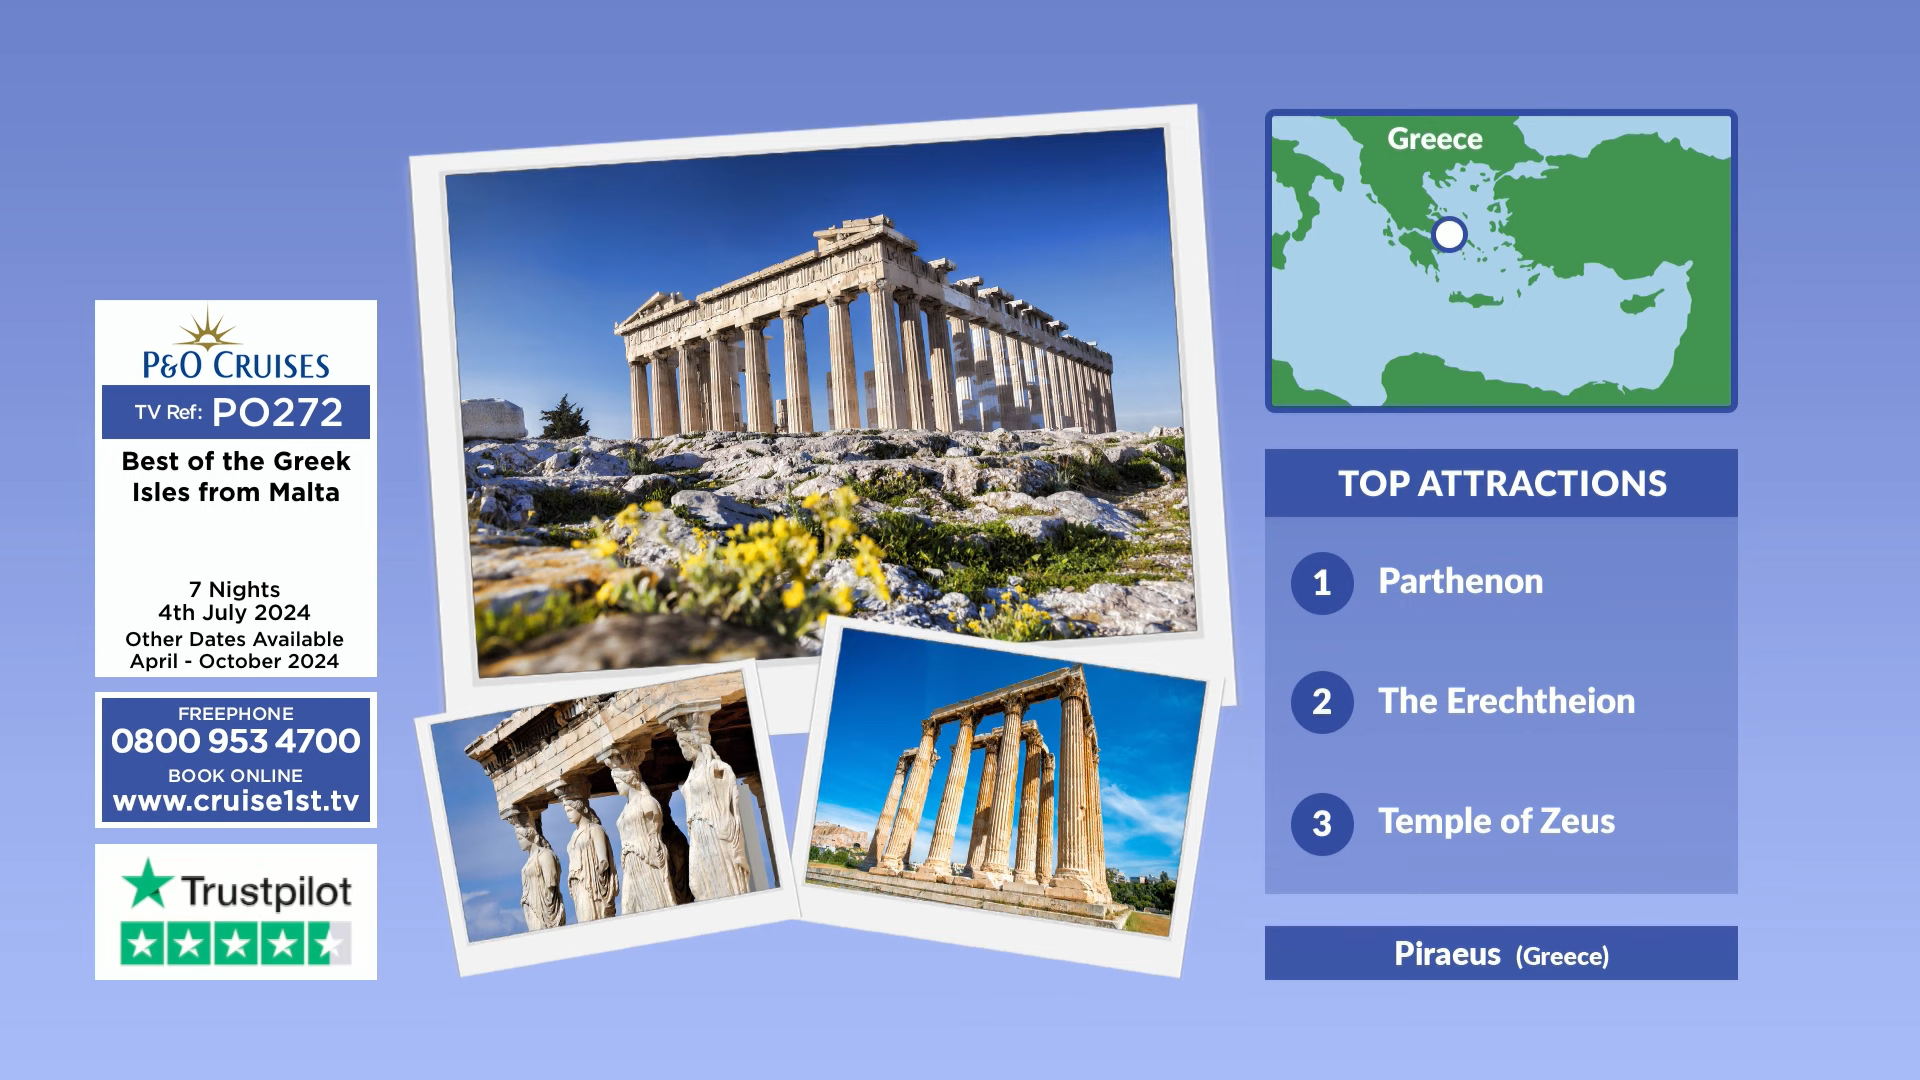 P&O CRUISES
TV Ref: PO272
Best of the Greek
Isles from Malta
7 Nights
4th July 2024
Other Dates Available
April - October 2024
FREEPHONE
0800 953 4700
BOOK ONLINE
www.cruise1st.tv
Trustpilot
Greece
TOP ATTRACTIONS
1 Parthenon
2 The Erechtheion
3 Temple of Zeus
Piraeus (Greece)